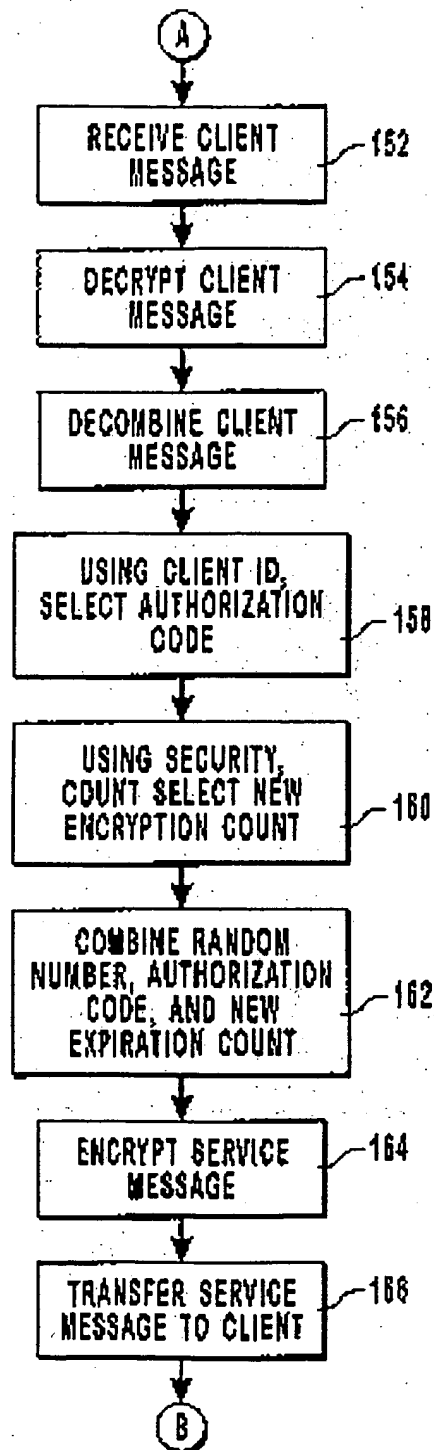 A
RECEIVE CLIENT
MESSAGE
152
DECRYPT CLIENT
MESSAGE
154
DECOMBINE CLIENT
MESSAGE
156
USING CLIENT ID,
SELECT AUTHORIZATION
CODE
158
USING SECURITY,
COUNT SELECT NEW
ENCRYPTION COUNT
160
COMBINE RANDOM
NUMBER, AUTHORIZATION
CODE, AND NEW
EXPIRATION COUNT
162
ENCRYPT SERVICE
MESSAGE
164
TRANSFER SERVICE
MESSAGE TO CLIENT
166
B